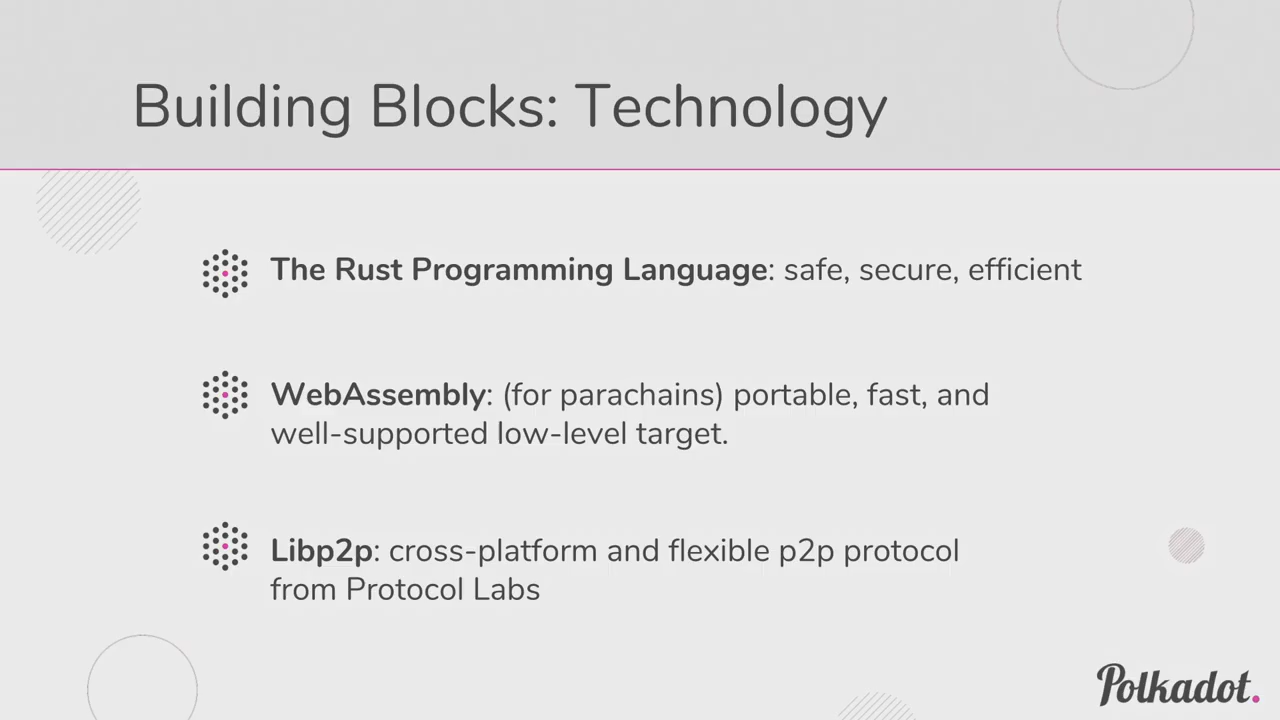 Building Blocks: Technology
The Rust Programming Language: safe, secure, efficient
WebAssembly: (for parachains) portable, fast, and
well-supported low-level target.
Libp2p: cross-platform and flexible p2p protocol
from Protocol Labs
Polkadot.